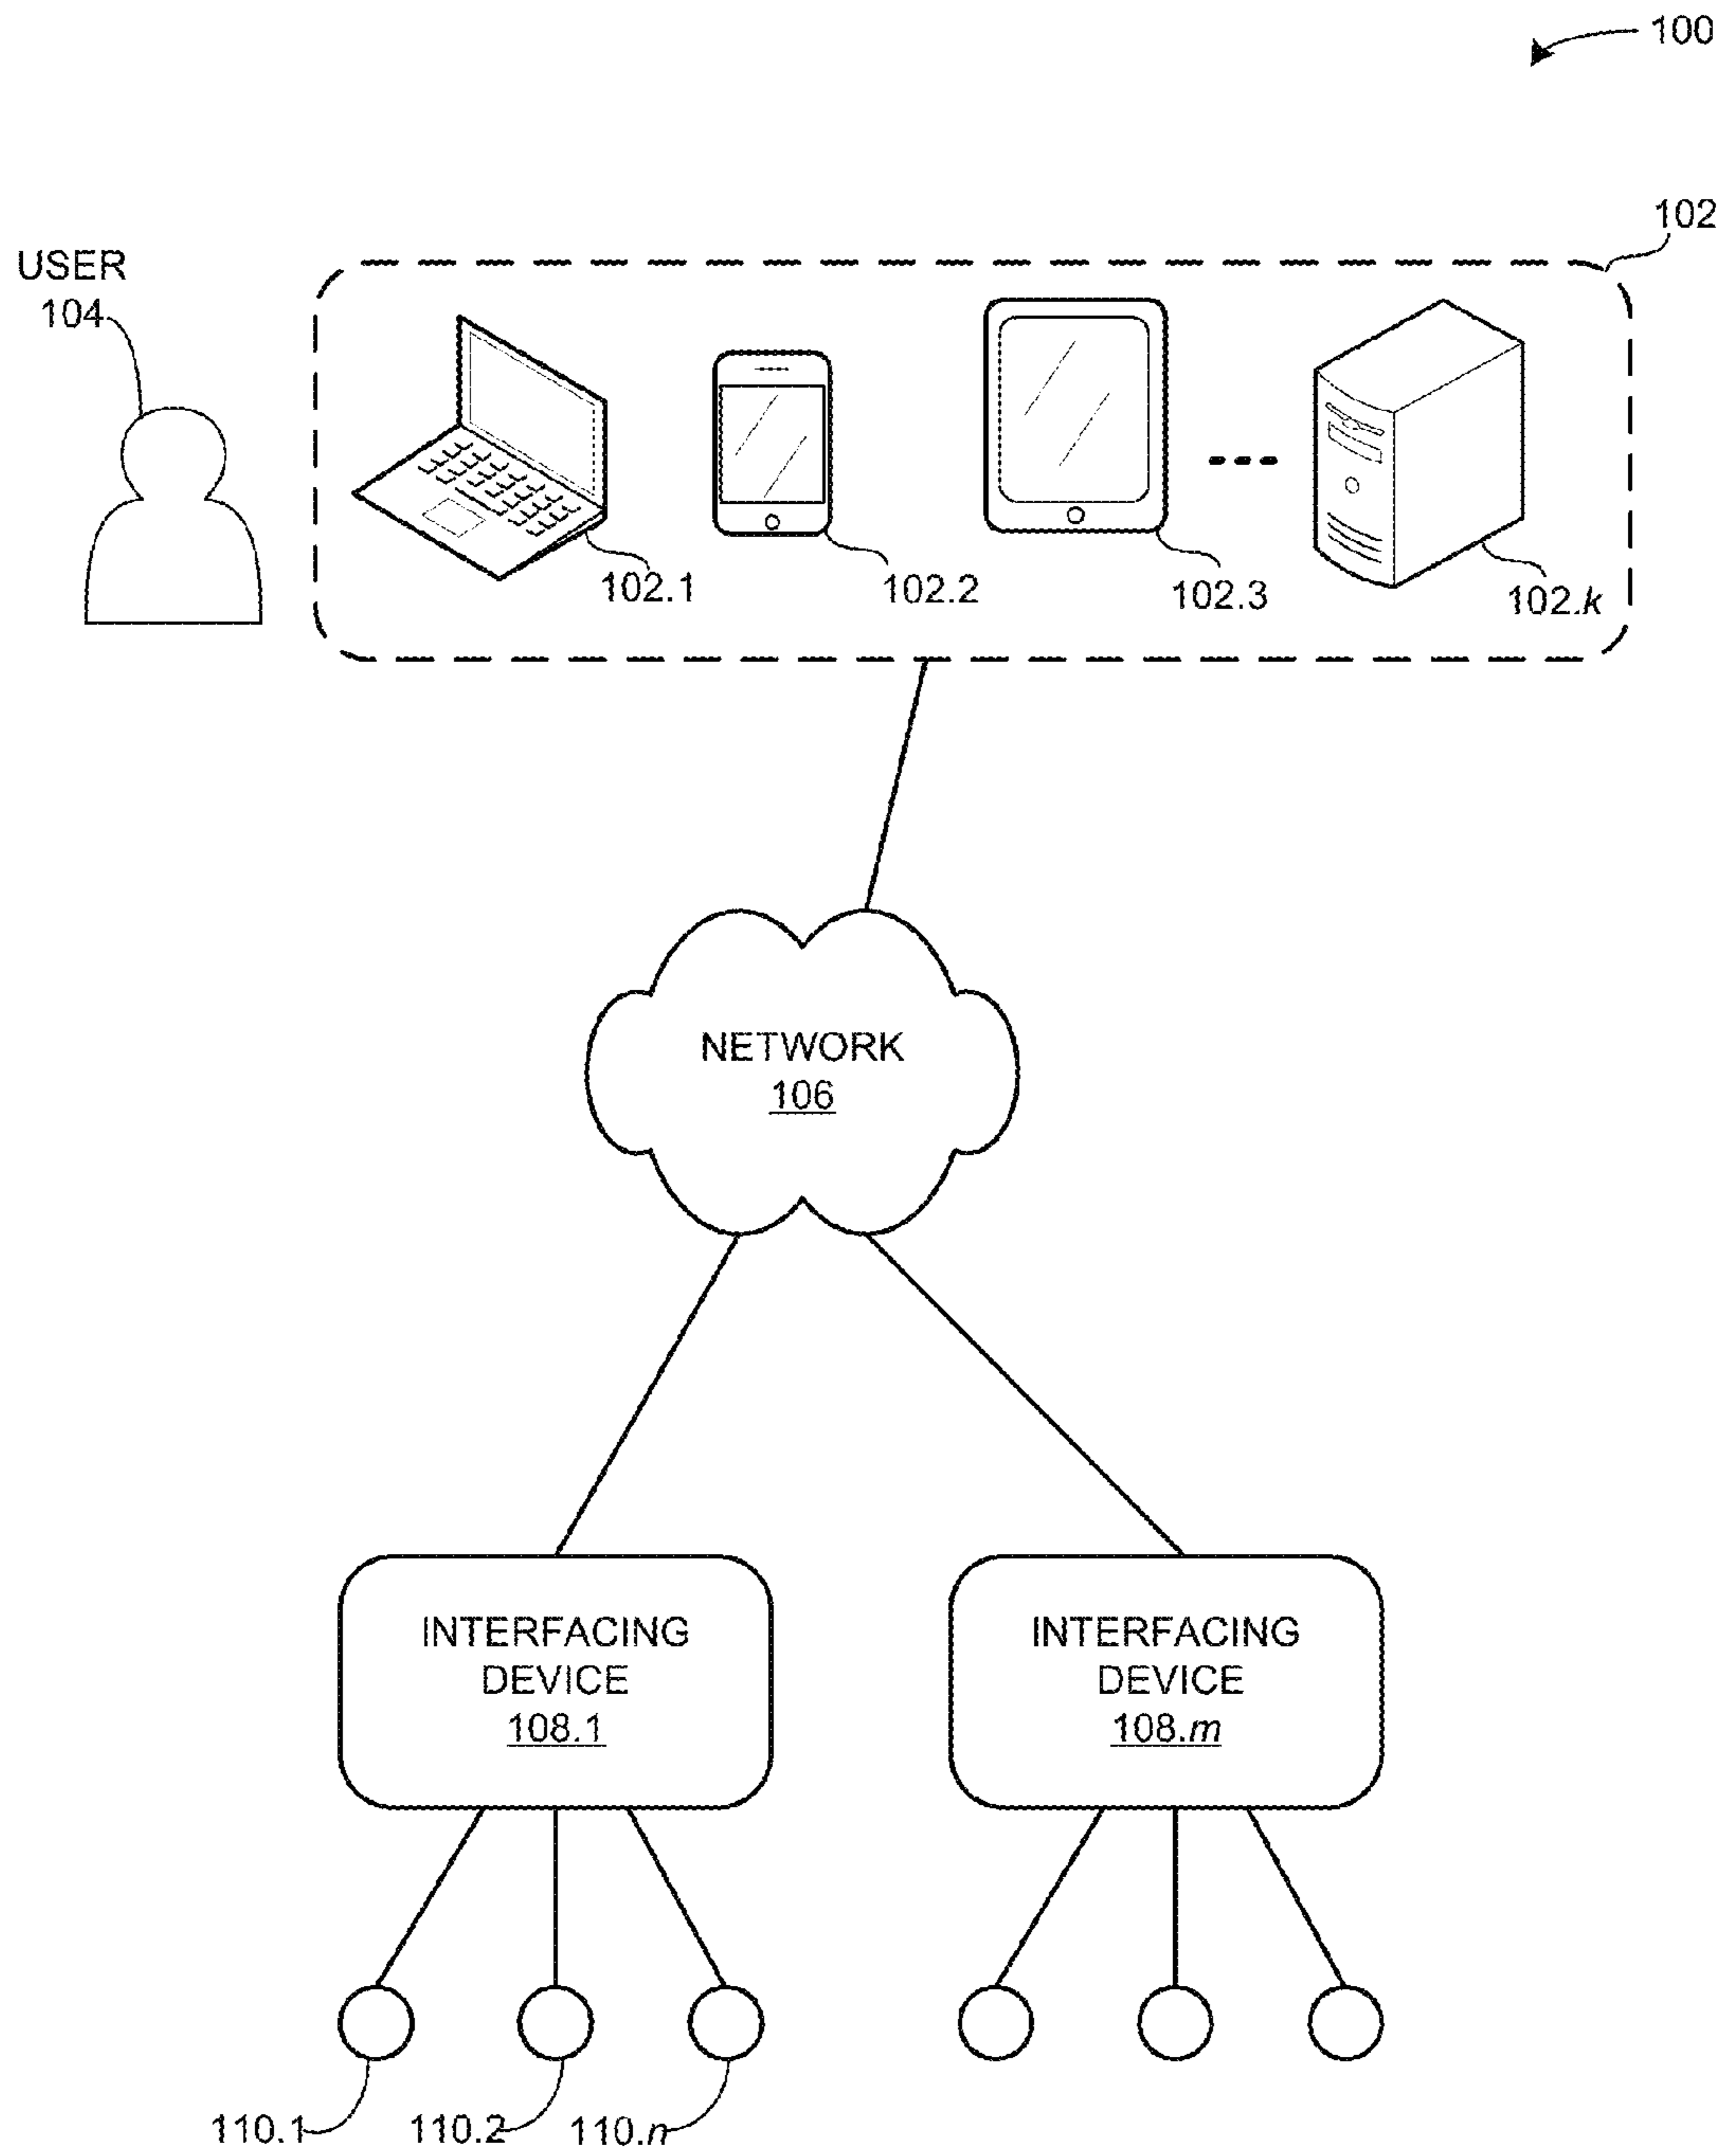 100
102
USER
104
102.1
102.2
102.3
102.k
NETWORK
106
INTERFACING
DEVICE
108.1
INTERFACING
DEVICE
108.m
110.1
110.2
110.n